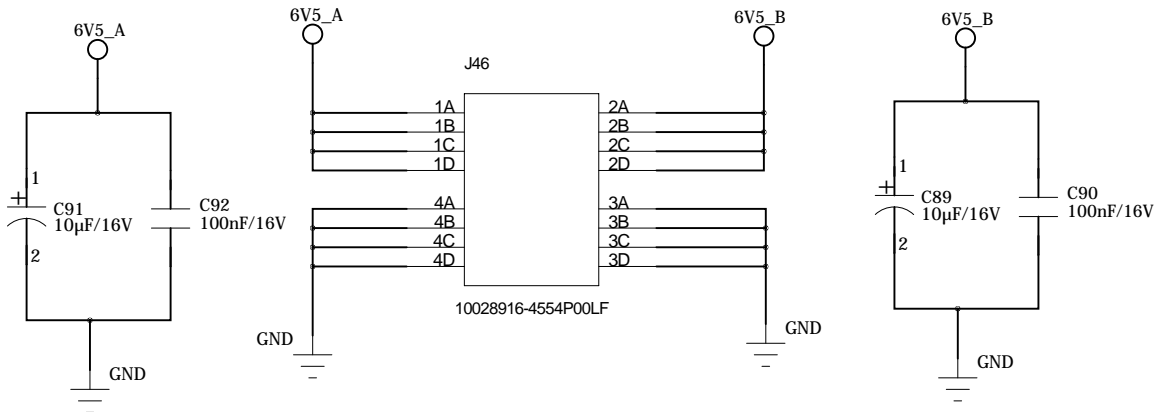 6V5_A
1
C91
10µF/16V
2
C92
100nF/16V
GND
6V5_A
J46
1A
1B
1C
1D
4A
4B
4C
4D
2A
2B
2C
2D
3A
3B
3C
3D
10028916-4554P00LF
GND
6V5_B
GND
6V5_B
1
C89
10µF/16V
2
C90
100nF/16V
GND